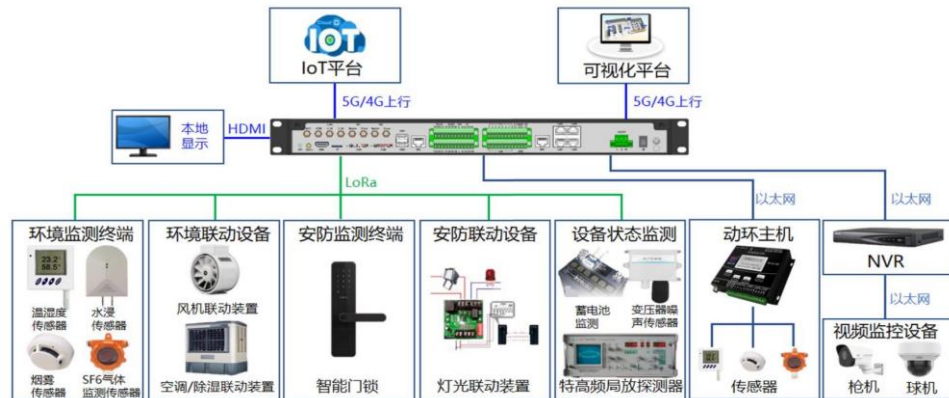 IOT
IoT平台
可视化平台
5G/4G上行
5G/4G上行
本地
显示
HDMI
LoRa
以太网
以太网
环境监测终端
23.2
58.5
温湿度
传感器
水浸
传感器
烟雾
传感器
SF6气体
监测传感器
环境联动设备
风机联动装置
空调/除湿联动装置
安防监测终端
智能门锁
安防联动设备
灯光联动装置
设备状态监测
蓄电池
监测
变压器噪
声传感器
特高频局放探测器
动环主机
传感器
NVR
以太网
视频监控设备
枪机
球机